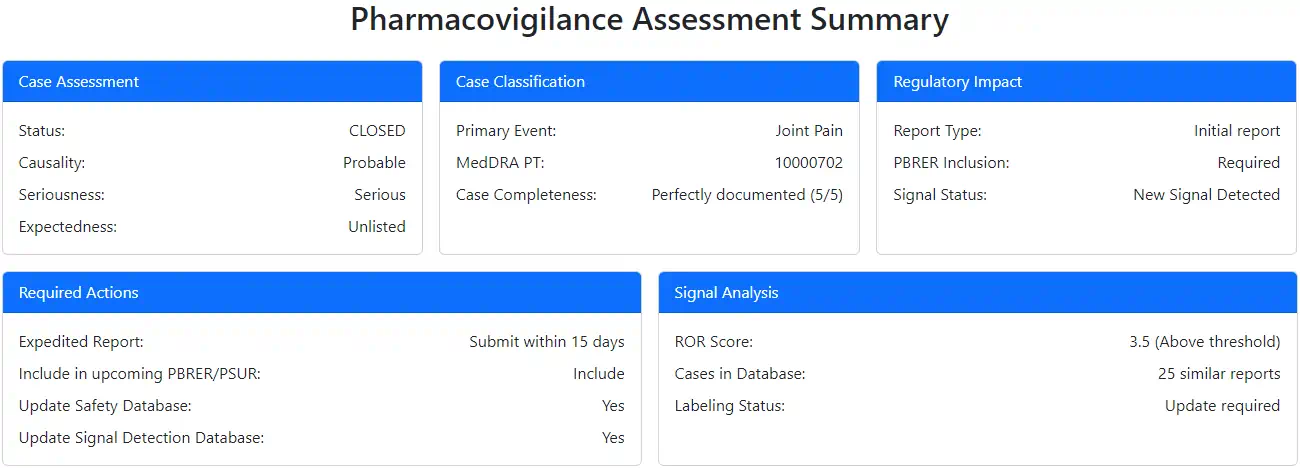 Pharmacovigilance Assessment Summary
Case Assessment
Status: CLOSED
Causality: Probable
Seriousness: Serious
Expectedness: Unlisted
Case Classification
Primary Event: Joint Pain
MedDRA PT: 10000702
Case Completeness: Perfectly documented (5/5)
Regulatory Impact
Report Type: Initial report
PBRER Inclusion: Required
Signal Status: New Signal Detected
Required Actions
Expedited Report: Submit within 15 days
Include in upcoming PBRER/PSUR: Include
Update Safety Database: Yes
Update Signal Detection Database: Yes
Signal Analysis
ROR Score: 3.5 (Above threshold)
Cases in Database: 25 similar reports
Labeling Status: Update required